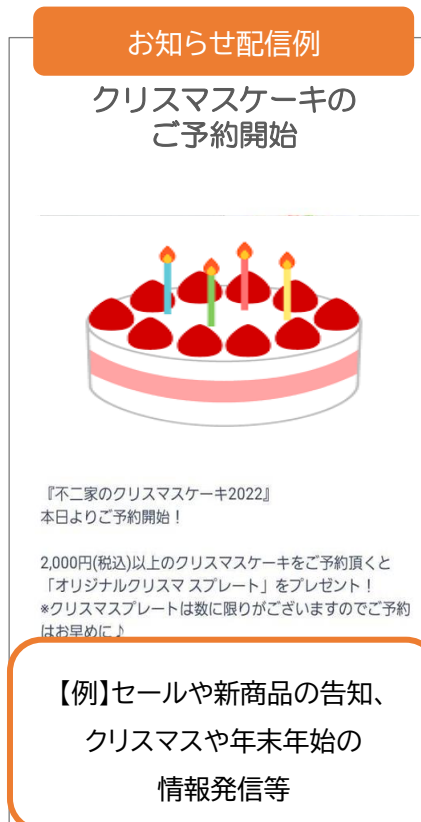 お知らせ配信例
クリスマスケーキの
ご予約開始
『不二家のクリスマスケーキ2022』
本日よりご予約開始！
2,000円(税込)以上のクリスマスケーキをご予約頂くと
「オリジナルクリスマ スプレート」をプレゼント！
*クリスマスプレートは数に限りがございますのでご予約
はお早めに♪
【例】セールや新商品の告知、
クリスマスや年末年始の
情報発信等